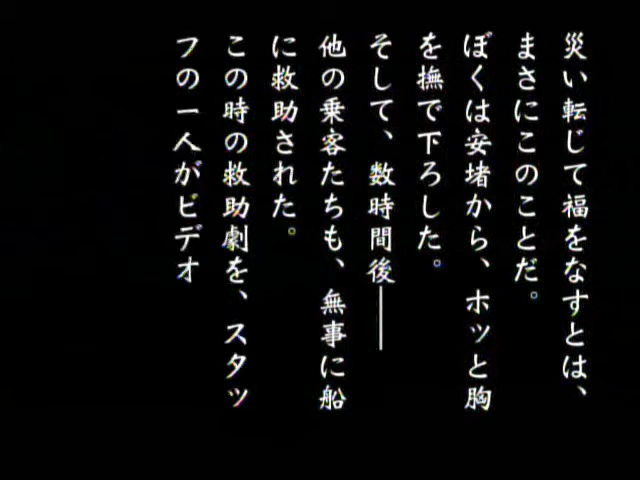 災い転じて福をなすとは、
まさにこのことだ。
ぼくは安堵から、ホッと胸
を撫で下ろした。
そして、数時間後――
他の乗客たちも、無事に船
に救助された。
この時の救助劇を、スタッ
フの一人がビデオ